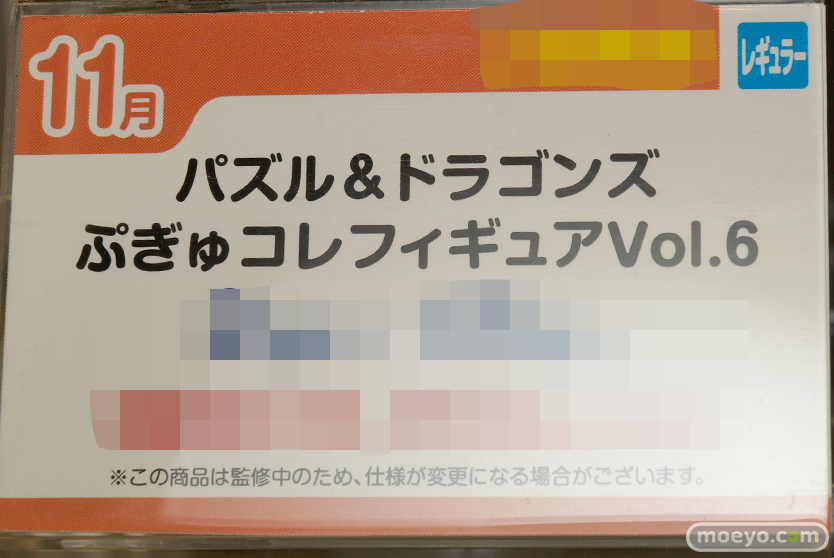 11月
レギュラー
パズル&ドラゴンズ
ぷぎゅコレフィギュアVol.6
※この商品は監修中のため、仕様が変更になる場合がございます。
moeyo.com